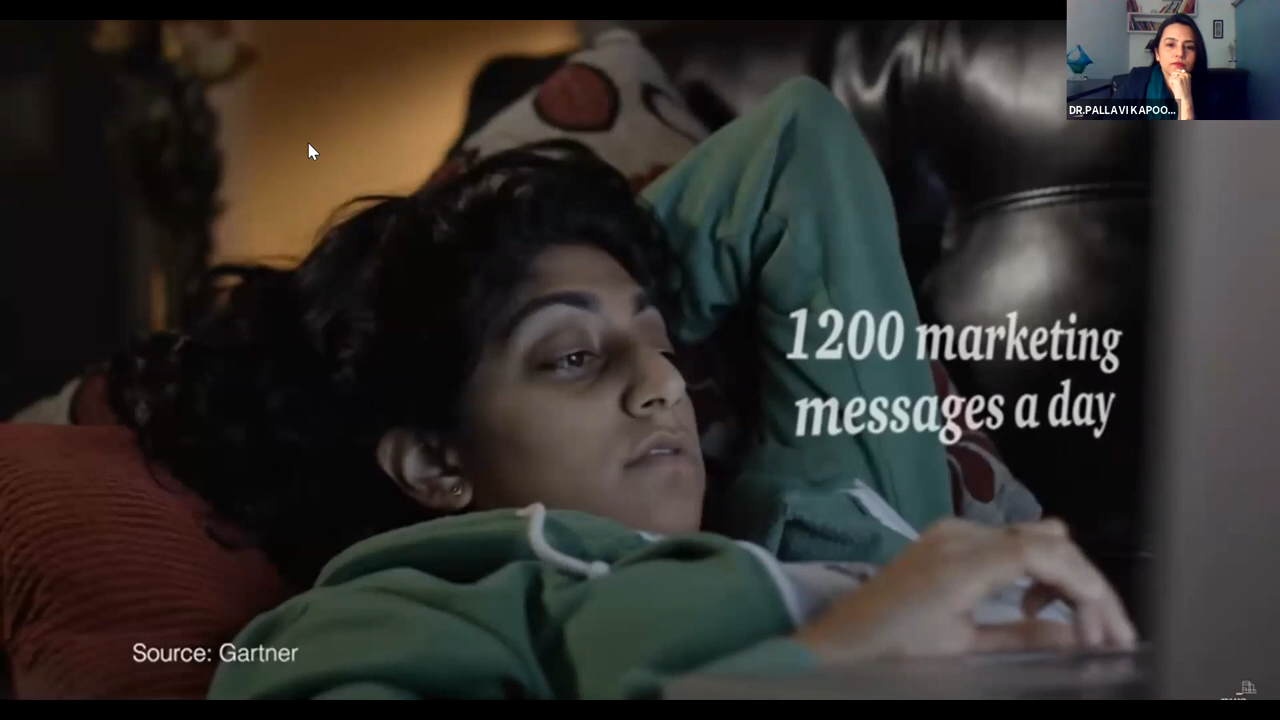 DR.PALLAVI KAPOO...
1200 marketing
messages a day
Source: Gartner